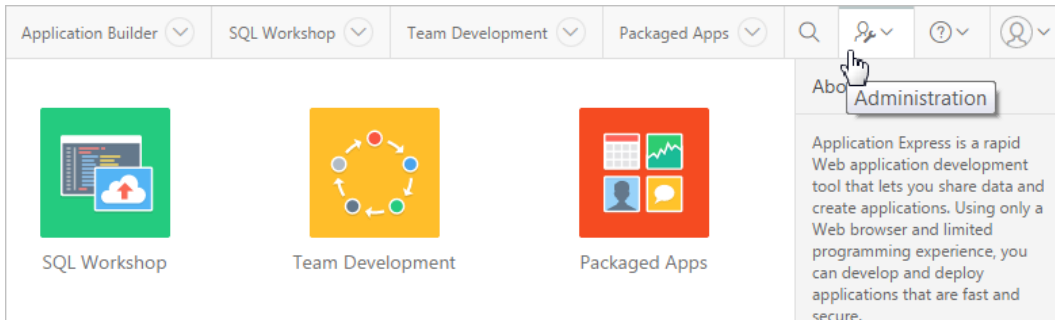 Application Builder
SQL Workshop
Team Development
Packaged Apps
Abo
Administration
Application Express is a rapid
Web application development
tool that lets you share data and
create applications. Using only a
Web browser and limited
programming experience, you
can develop and deploy
applications that are fast and
secure.
SQL Workshop
Team Development
Packaged Apps